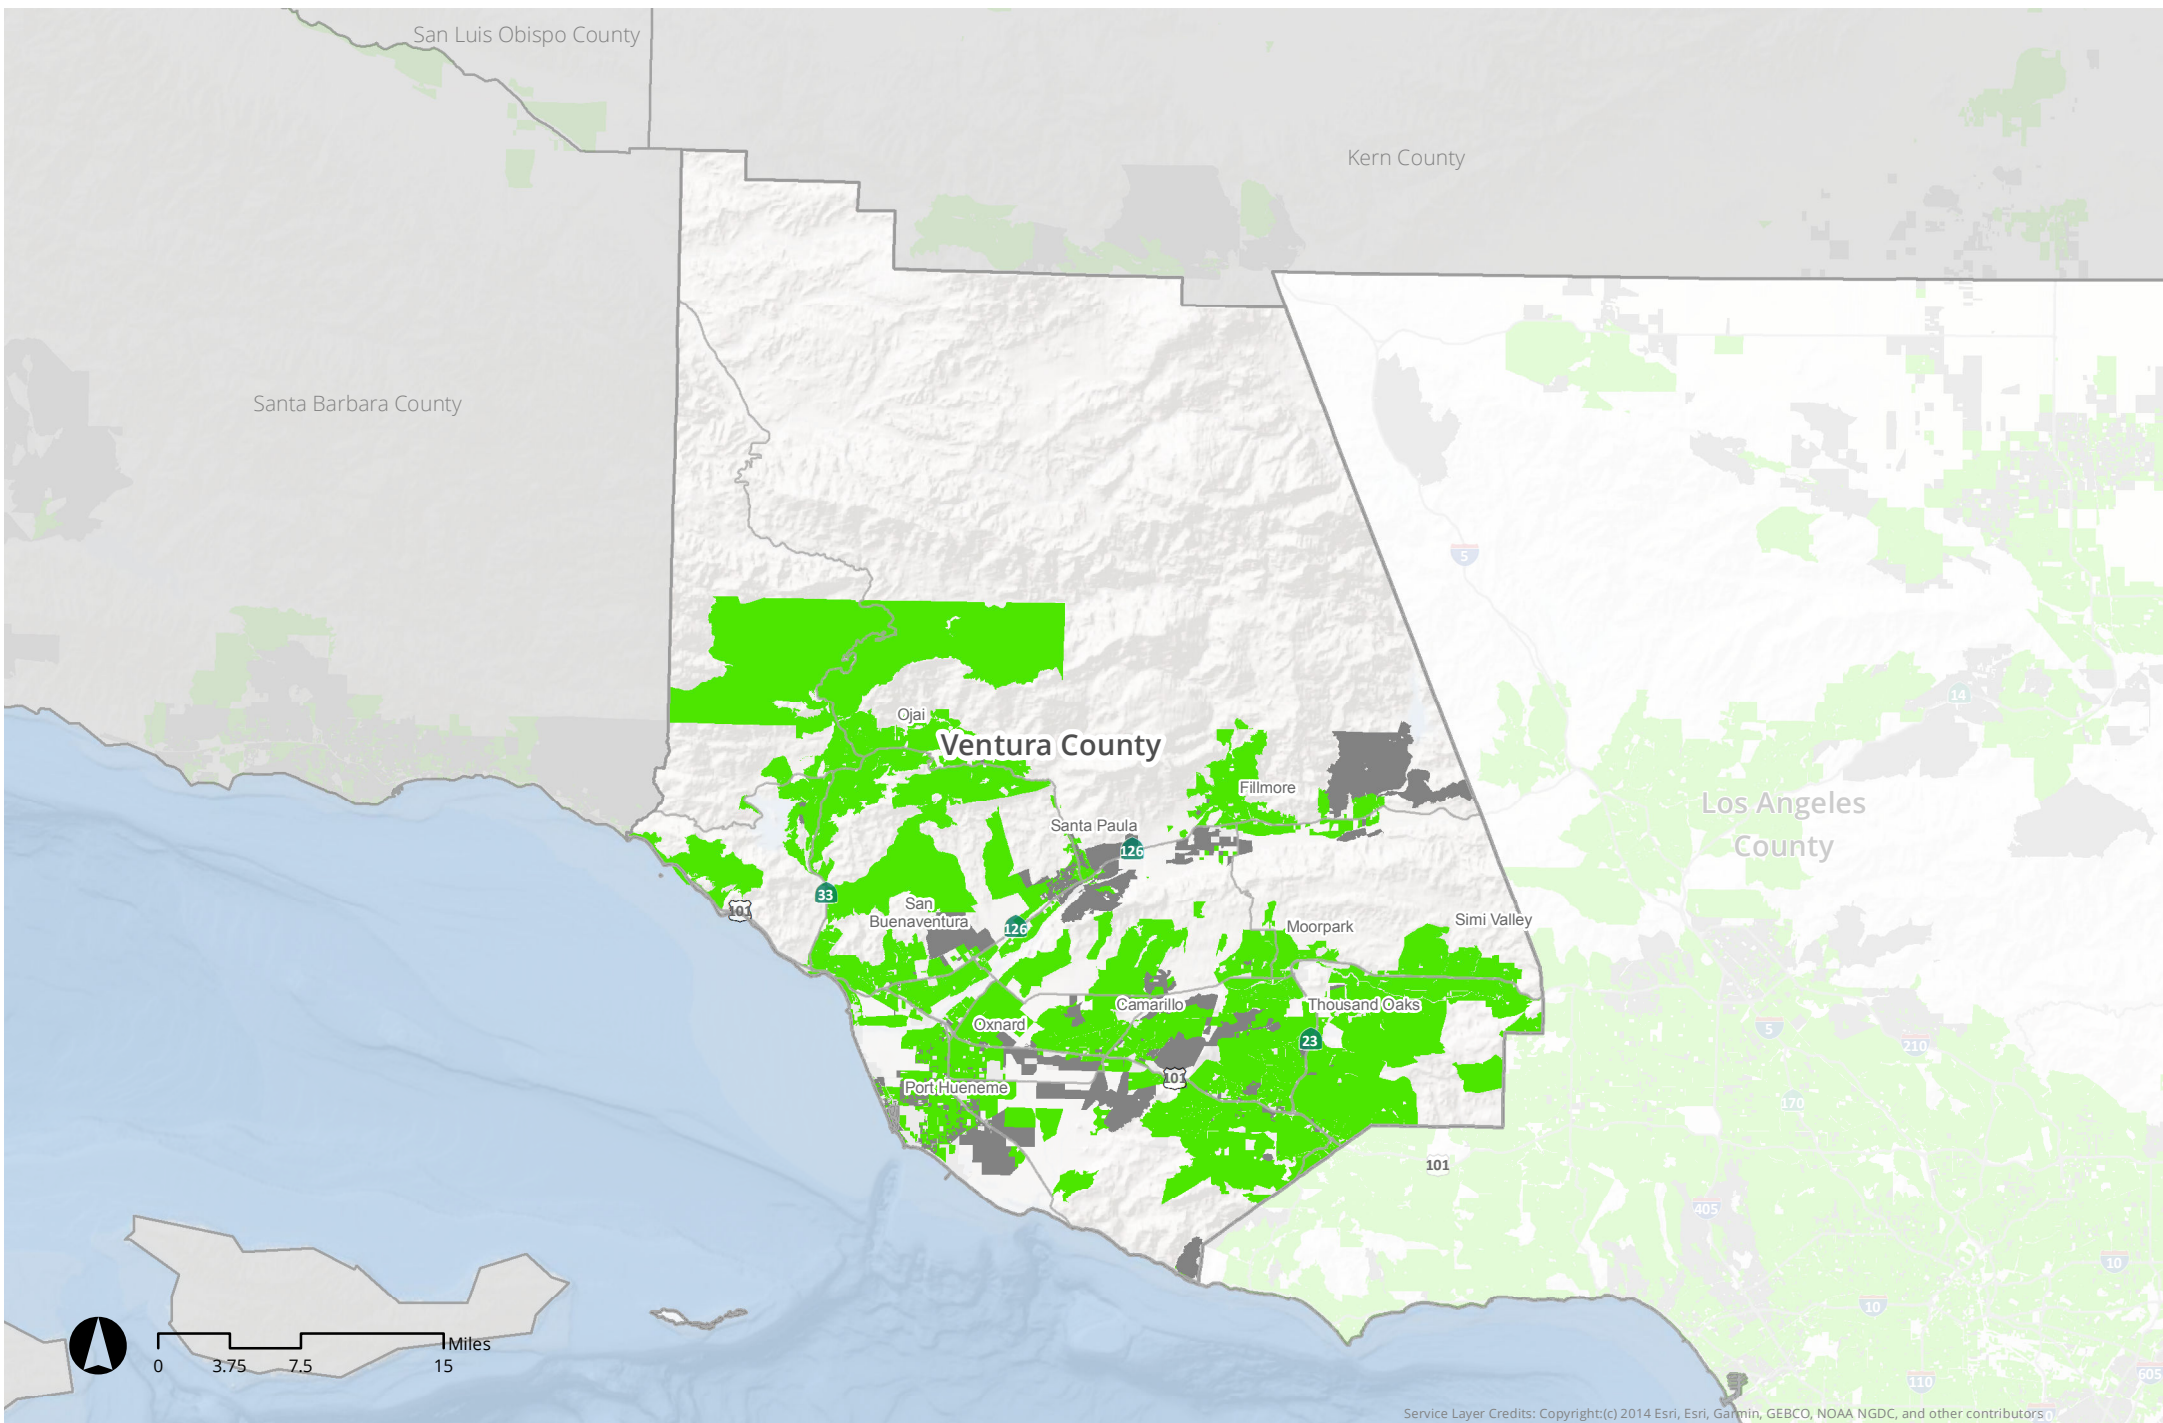 San Luis Obispo County
Kern County
Santa Barbara County
5
14
Ojai
Ventura County
Fillmore
Los Angeles
County
Santa Paula
126
33
101
San
Buenaventura
126
Moorpark
Simi Valley
Camarillo
Thousand Oaks
Oxnard
23
5
210
101
Port Hueneme
170
101
405
10
10
Miles
0
3.75
7.5
15
110
605
Service Layer Credits: Copyright:(c) 2014 Esri, Esri, Garmin, GEBCO, NOAA NGDC, and other contributors